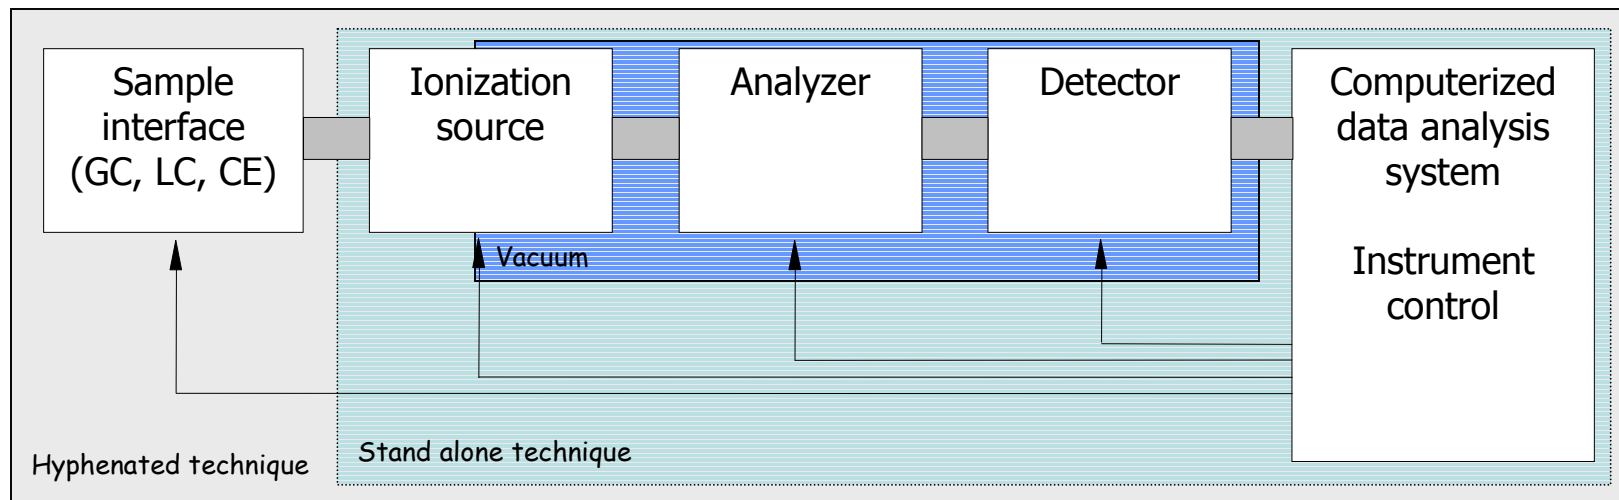 Sample
interface
(GC, LC, CE)
Ionization
source
Analyzer
Detector
Computerized
data analysis
system
Instrument
control
Vacuum
Hyphenated technique
Stand alone technique